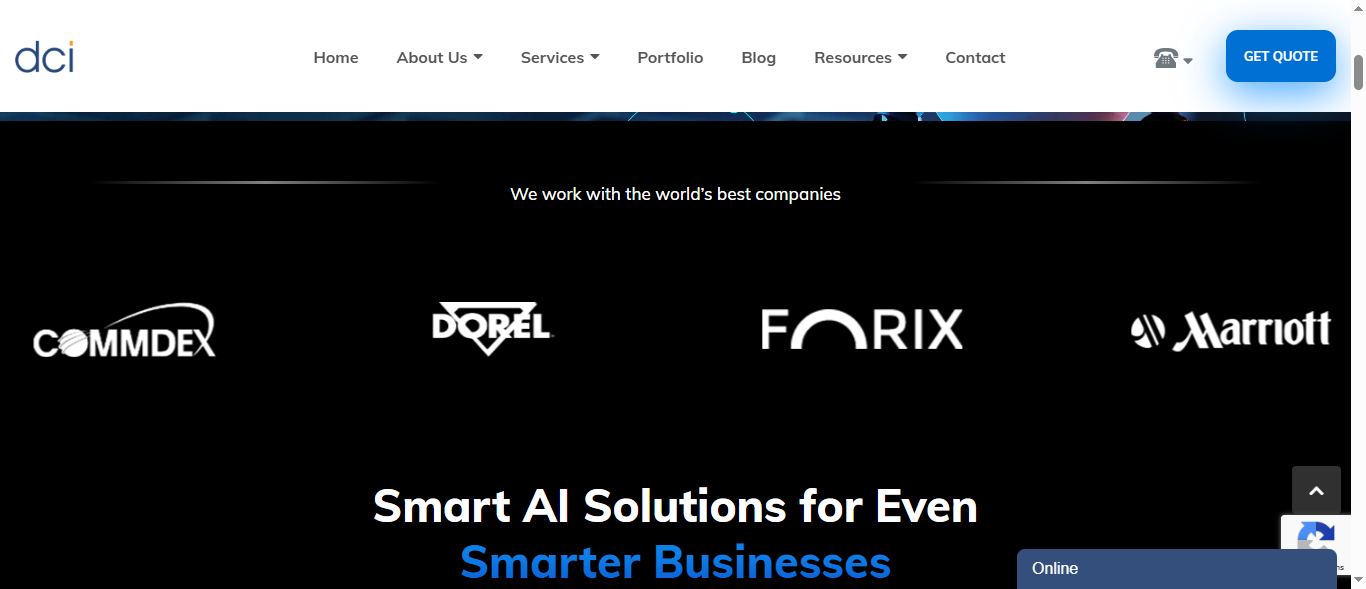 dci
Home About Us Services Portfolio Blog Resources Contact
GET QUOTE
We work with the world’s best companies
COMMDEX
DOREL
FORIX
Marriott
Smart AI Solutions for Even
Smarter Businesses
Online